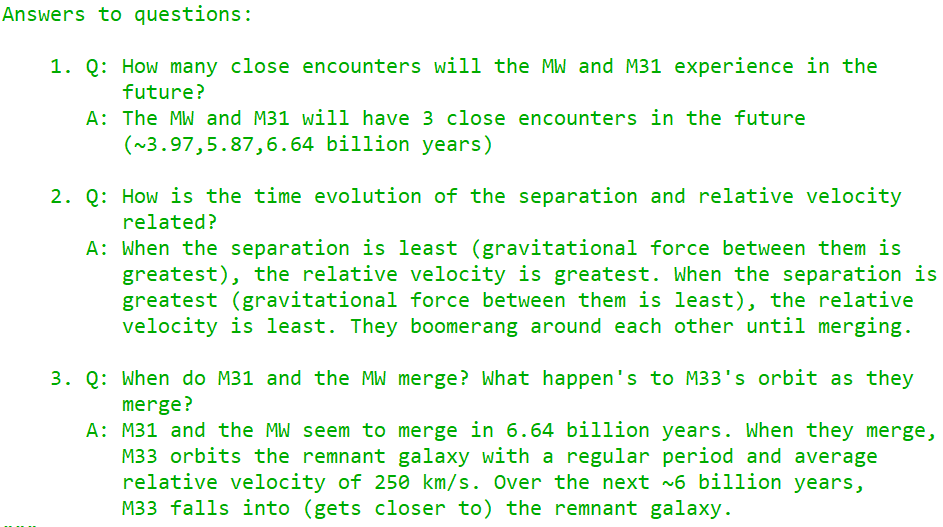 Answers to questions:
1. Q: How many close encounters will the MW and M31 experience in the
future?
A: The MW and M31 will have 3 close encounters in the future
(~3.97,5.87,6.64 billion years)
2. Q: How is the time evolution of the separation and relative velocity
related?
A: When the separation is least (gravitational force between them is
greatest), the relative velocity is greatest. When the separation is
greatest (gravitational force between them is least), the relative
velocity is least. They boomerang around each other until merging.
3. Q: When do M31 and the MW merge? What happen's to M33's orbit as they
merge?
A: M31 and the MW seem to merge in 6.64 billion years. When they merge,
M33 orbits the remnant galaxy with a regular period and average
relative velocity of 250 km/s. Over the next ~6 billion years,
M33 falls into (gets closer to) the remnant galaxy.